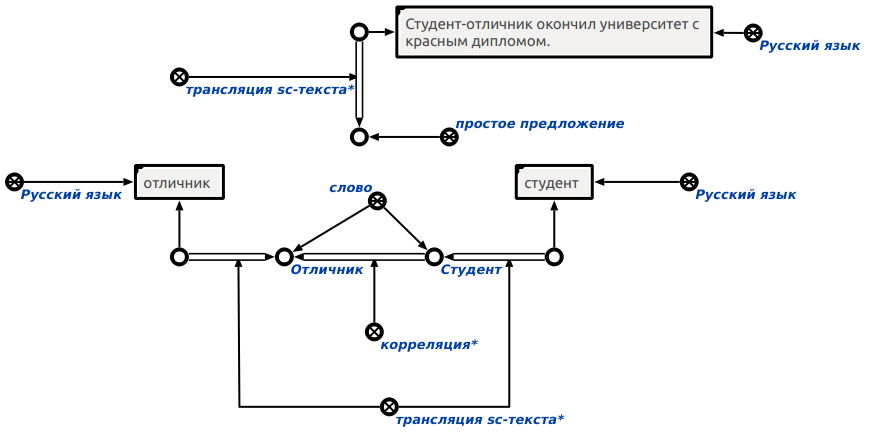 Студент-отличник окончил университет с
красным дипломом.
Русский язык
трансляция sc-текста*
простое предложение
Русский язык
отличник
слово
студент
Русский язык
Отличник
Студент
корреляция*
трансляция sc-текста*